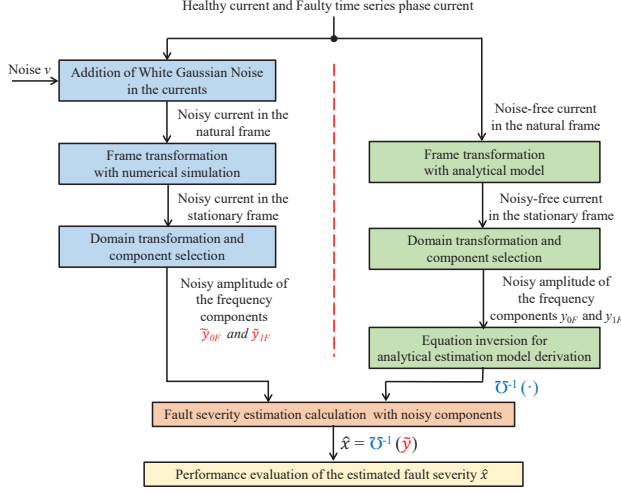 Healthy current and Faulty time series phase current
Noise v
Addition of White Gaussian Noise
in the currents
Noisy current in the
natural frame
Frame transformation
with numerical simulation
Noisy current in the
stationary frame
Domain transformation and
component selection
Noisy amplitude of
the frequency
components
ỹ0F and ỹ1F
Noise-free current
in the natural frame
Frame transformation
with analytical model
Noisy-free current
in the stationary frame
Domain transformation and
component selection
Noisy amplitude of
the frequency
components y0F and y1F
Equation inversion for
analytical estimation model derivation
℧-1 (·)
Fault severity estimation calculation with noisy components
x̂ = ℧-1 (ỹ)
Performance evaluation of the estimated fault severity x̂